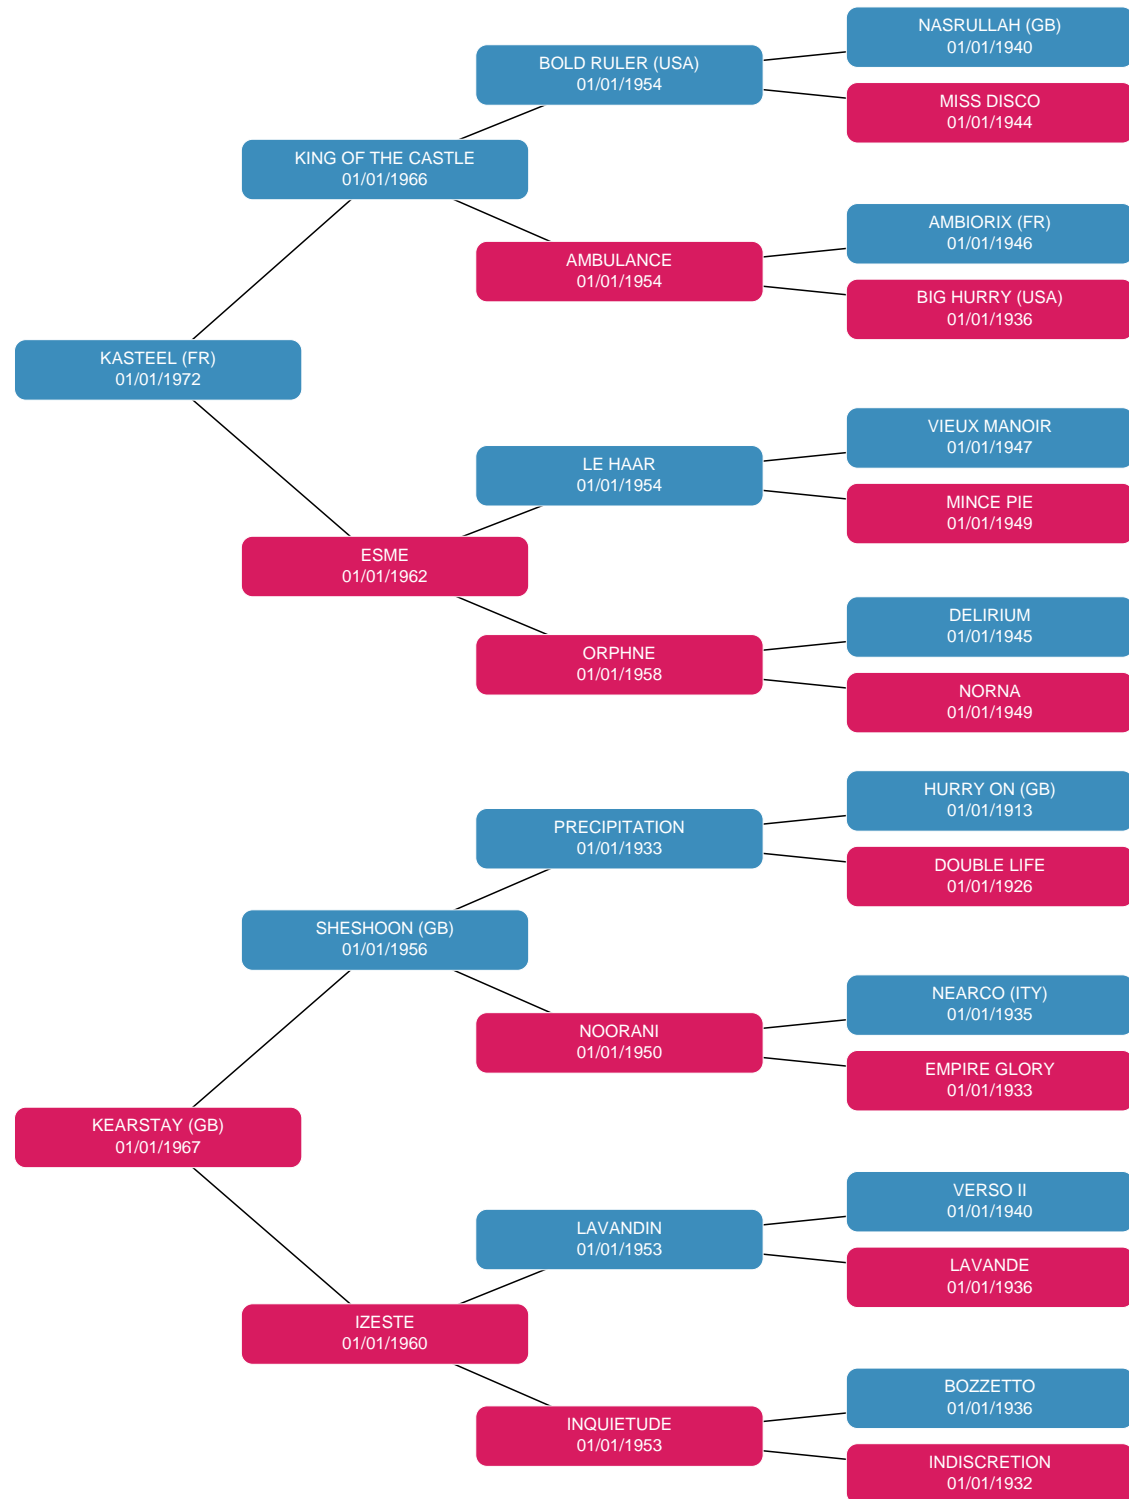 NASRULLAH (GB)
01/01/1940
BOLD RULER (USA)
01/01/1954
MISS DISCO
01/01/1944
KING OF THE CASTLE
01/01/1966
AMBIORIX (FR)
01/01/1946
AMBULANCE
01/01/1954
BIG HURRY (USA)
01/01/1936
KASTEEL (FR)
01/01/1972
VIEUX MANOIR
01/01/1947
LE HAAR
01/01/1954
MINCE PIE
01/01/1949
ESME
01/01/1962
DELIRIUM
01/01/1945
ORPHNE
01/01/1958
NORNA
01/01/1949
HURRY ON (GB)
01/01/1913
PRECIPITATION
01/01/1933
DOUBLE LIFE
01/01/1926
SHESHOON (GB)
01/01/1956
NEARCO (ITY)
01/01/1935
NOORANI
01/01/1950
EMPIRE GLORY
01/01/1933
KEARSTAY (GB)
01/01/1967
VERSO II
01/01/1940
LAVANDIN
01/01/1953
LAVANDE
01/01/1936
IZESTE
01/01/1960
BOZZETTO
01/01/1936
INQUIETUDE
01/01/1953
INDISCRETION
01/01/1932